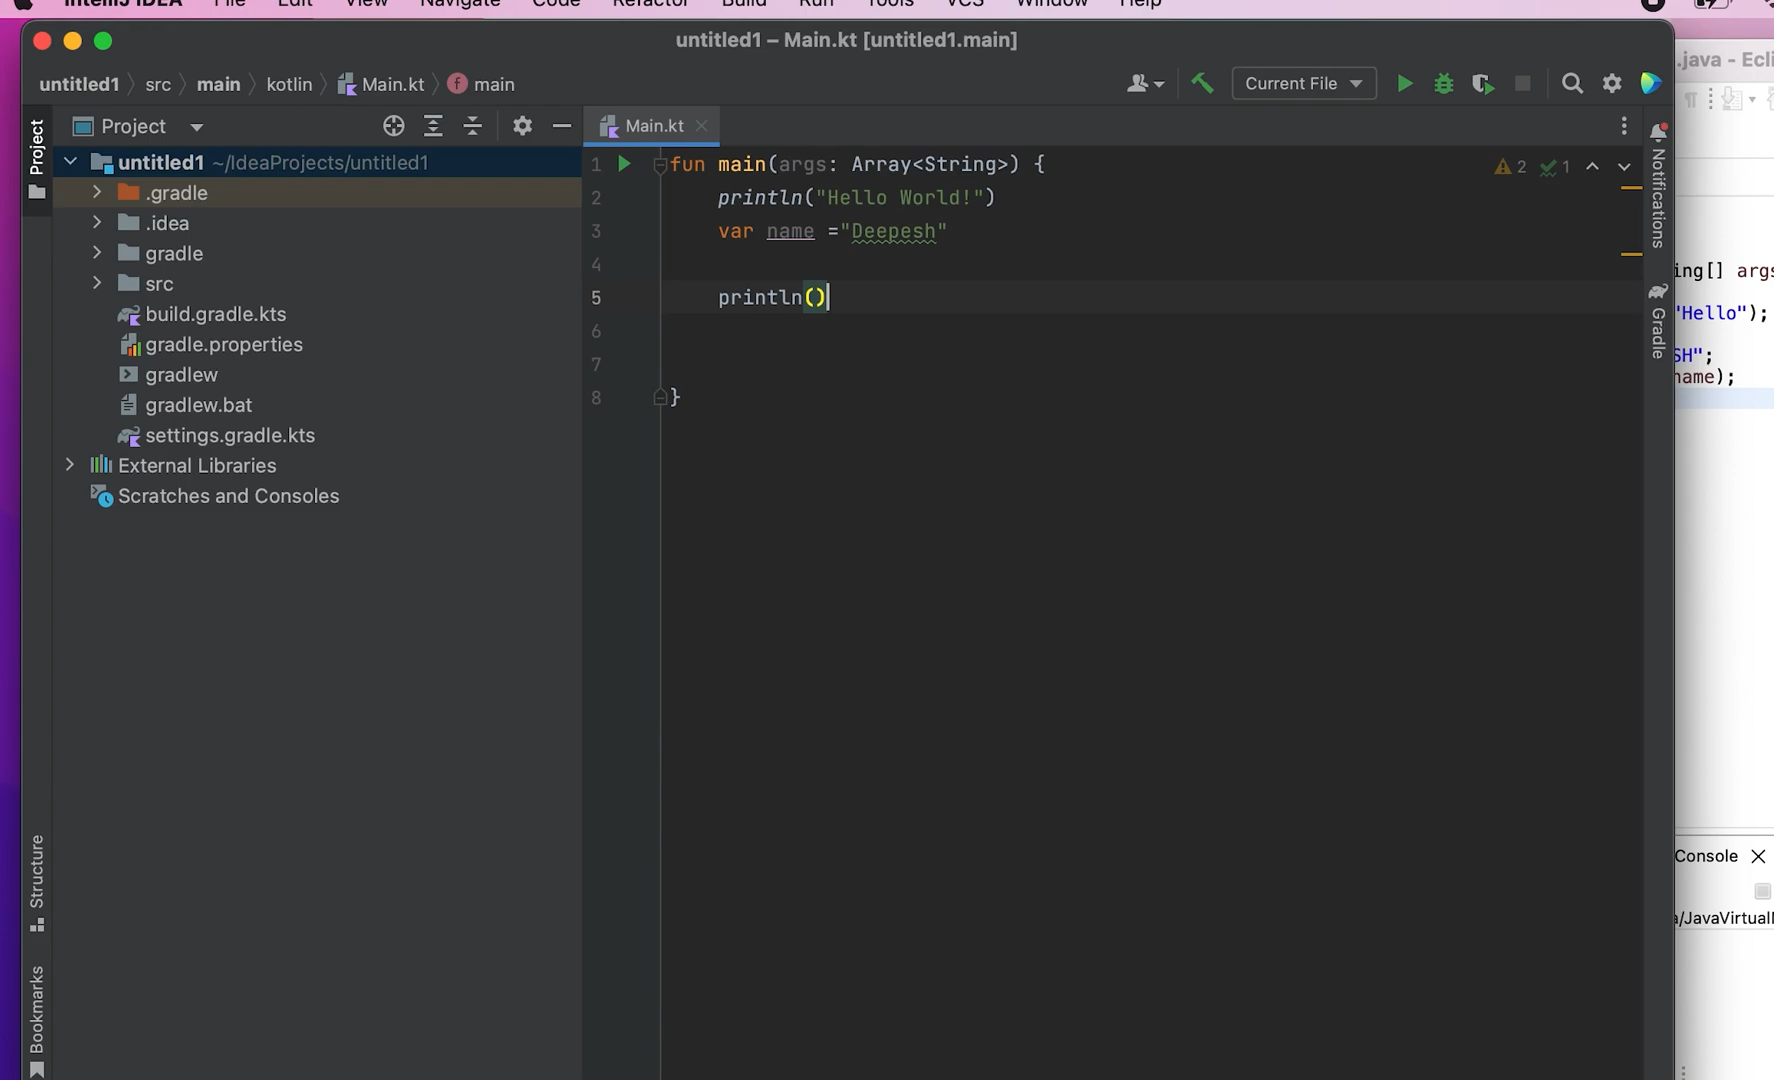 IntelliJ IDEA File Edit View Navigate Code Refactor Build Run Tools VCS Window Help
untitled1 – Main.kt [untitled1.main]
untitled1 src main kotlin Main.kt main
Current File
Project
Main.kt
Project
untitled1 ~/IdeaProjects/untitled1
.gradle
.idea
gradle
src
build.gradle.kts
gradle.properties
gradlew
gradlew.bat
settings.gradle.kts
External Libraries
Scratches and Consoles
Structure
Bookmarks
1 fun main(args: Array<String>) {
2 println("Hello World!")
3 var name ="Deepesh"
4
5 println()
6
7
8 }
2 1
Notifications
Gradle
.java - Ecli
ing[] args
"Hello");
SH";
name);
Console
a/JavaVirtual